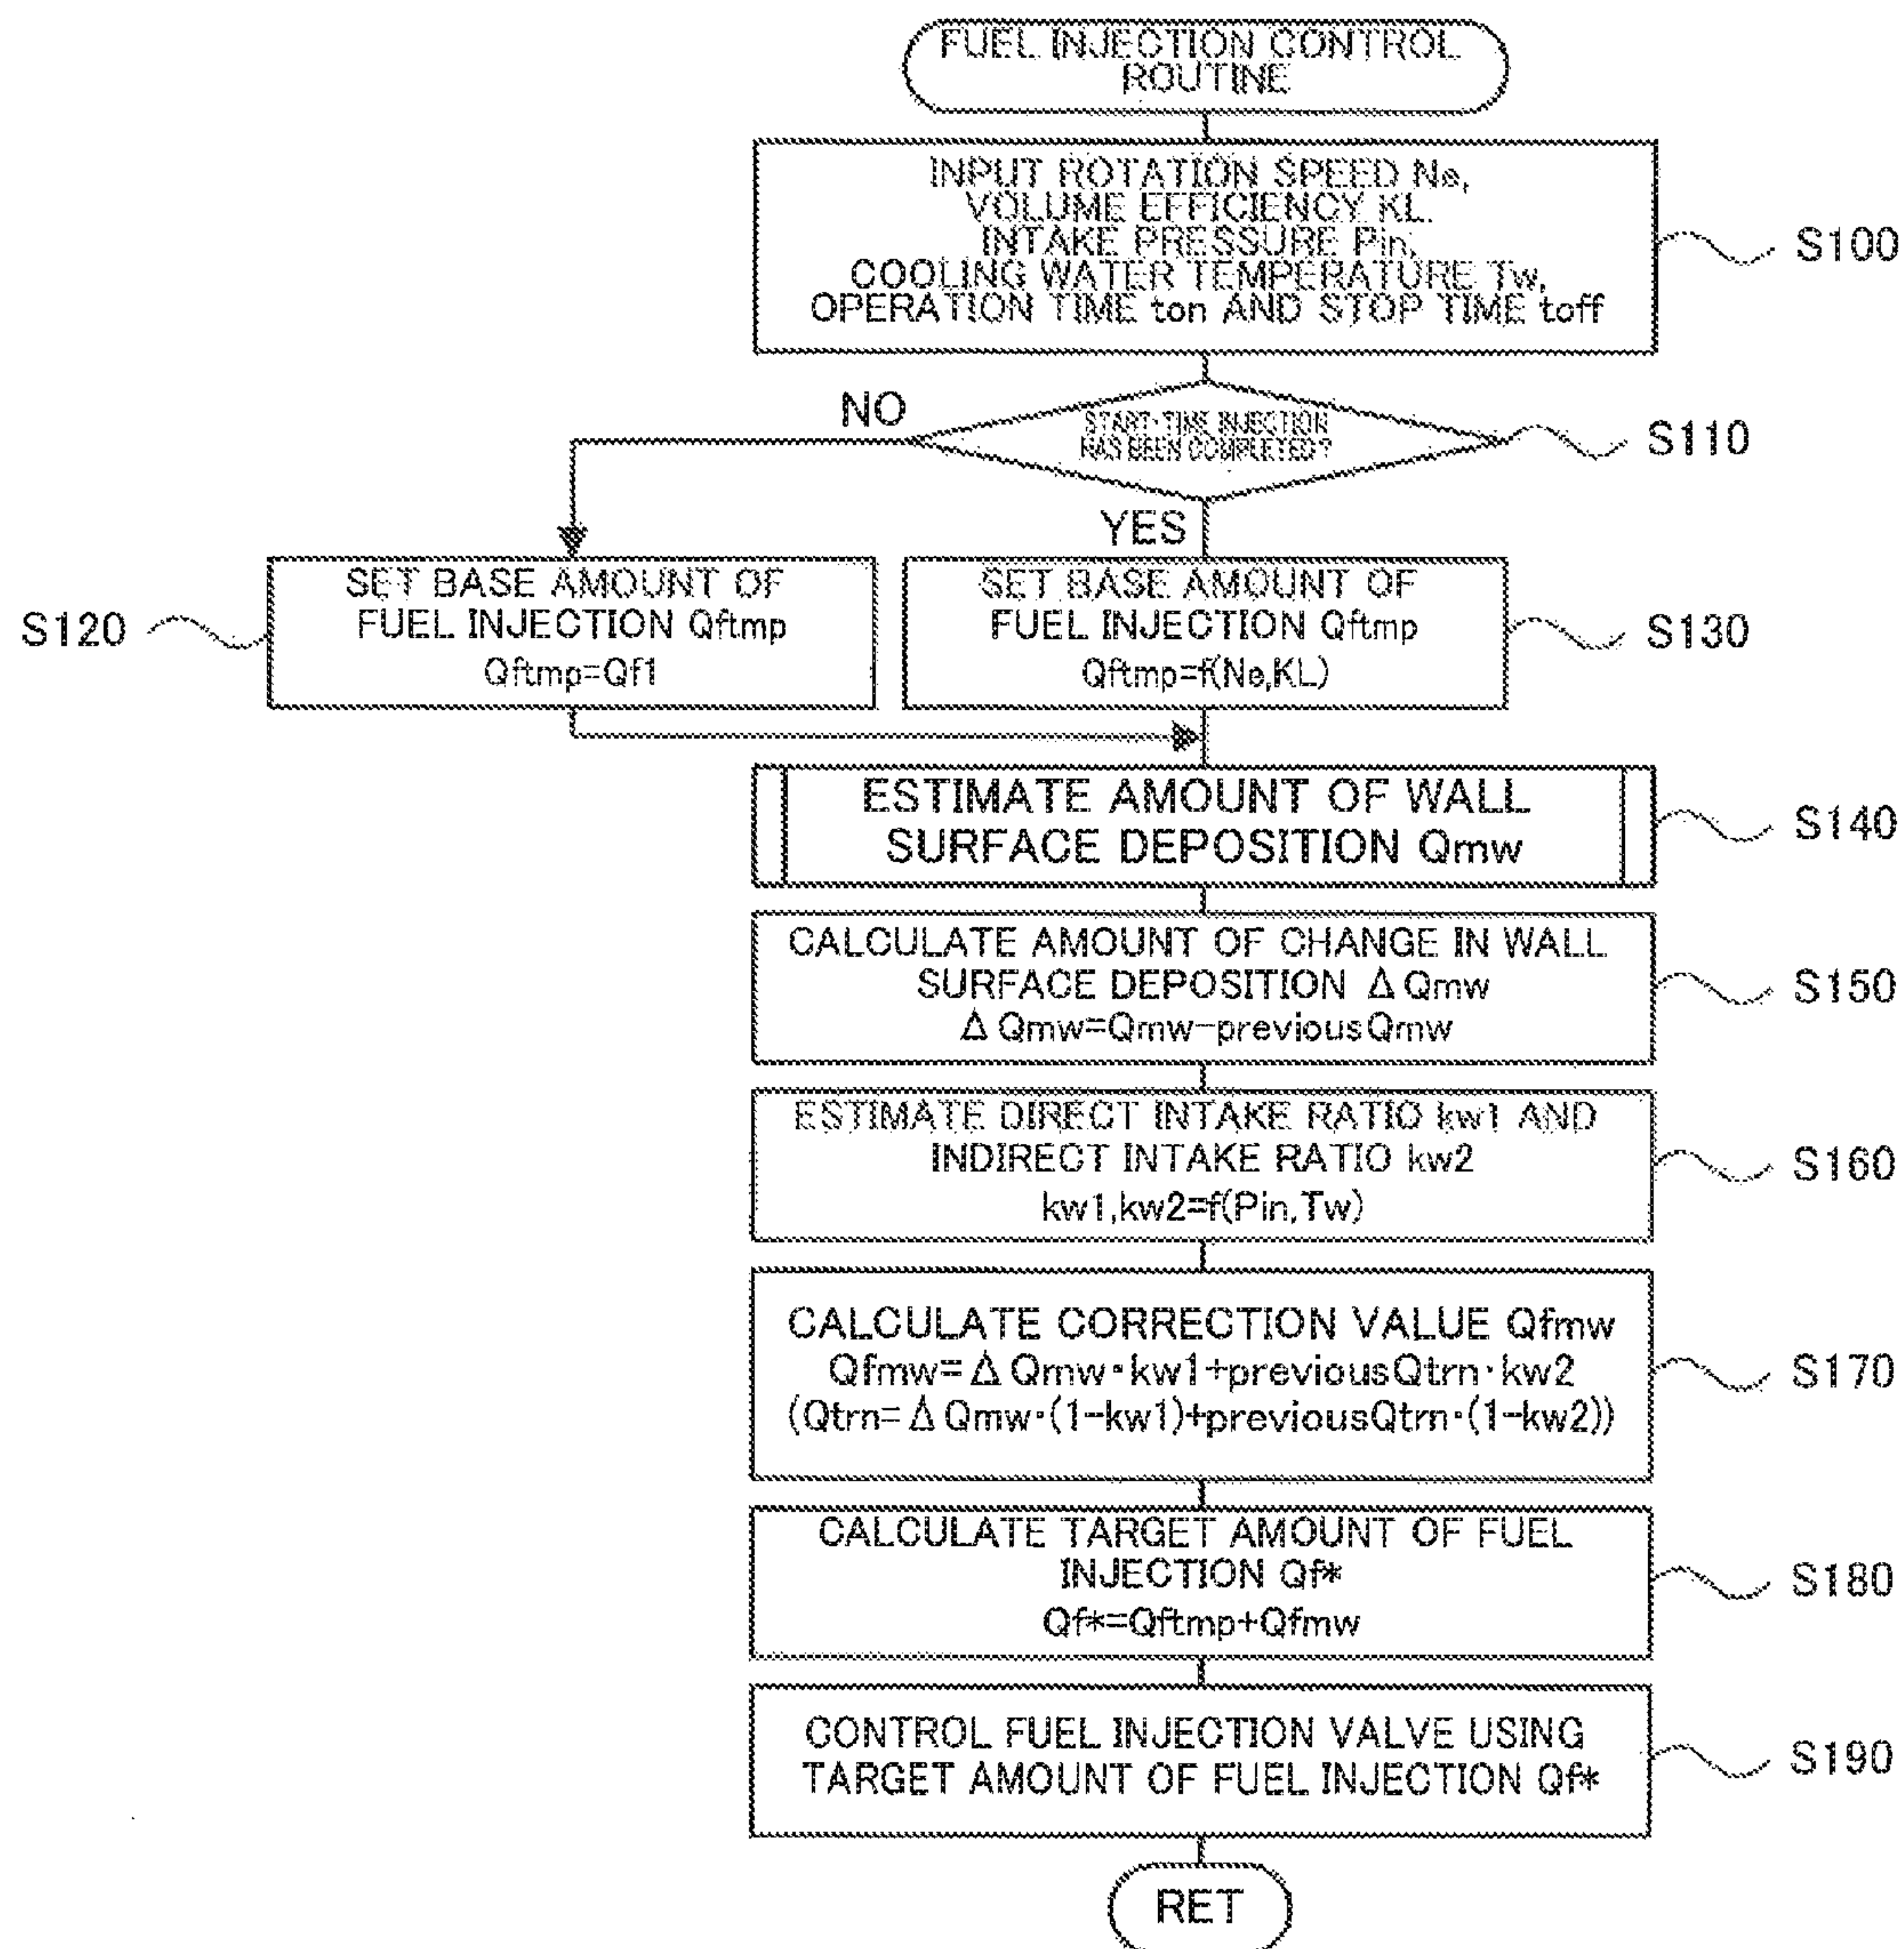 FUEL INJECTION CONTROL
ROUTINE
INPUT ROTATION SPEED Ne,
VOLUME EFFICIENCY KL.
INTAKE PRESSURE Pin,
COOLING WATER TEMPERATURE Tw,
OPERATION TIME ton AND STOP TIME toff
S100
NO
START-TIME INJECTION
HAS BEEN COMPLETED?
S110
YES
S120
SET BASE AMOUNT OF
FUEL INJECTION Qftmp
Qftmp=Qf1
SET BASE AMOUNT OF
FUEL INJECTION Qftmp
Qftmp=f(Ne,KL)
S130
ESTIMATE AMOUNT OF WALL
SURFACE DEPOSITION Qmw
S140
CALCULATE AMOUNT OF CHANGE IN WALL
SURFACE DEPOSITION Δ Qmw
Δ Qmw=Qmw-previousQmw
S150
ESTIMATE DIRECT INTAKE RATIO kw1 AND
INDIRECT INTAKE RATIO kw2
kw1,kw2=f(Pin,Tw)
S160
CALCULATE CORRECTION VALUE Qfmw
Qfmw=Δ Qmw·kw1+previousQtrn·kw2
(Qtrn=Δ Qmw·(1-kw1)+previousQtrn·(1-kw2))
S170
CALCULATE TARGET AMOUNT OF FUEL
INJECTION Qf*
Qf*=Qftmp+Qfmw
S180
CONTROL FUEL INJECTION VALVE USING
TARGET AMOUNT OF FUEL INJECTION Qf*
S190
RET